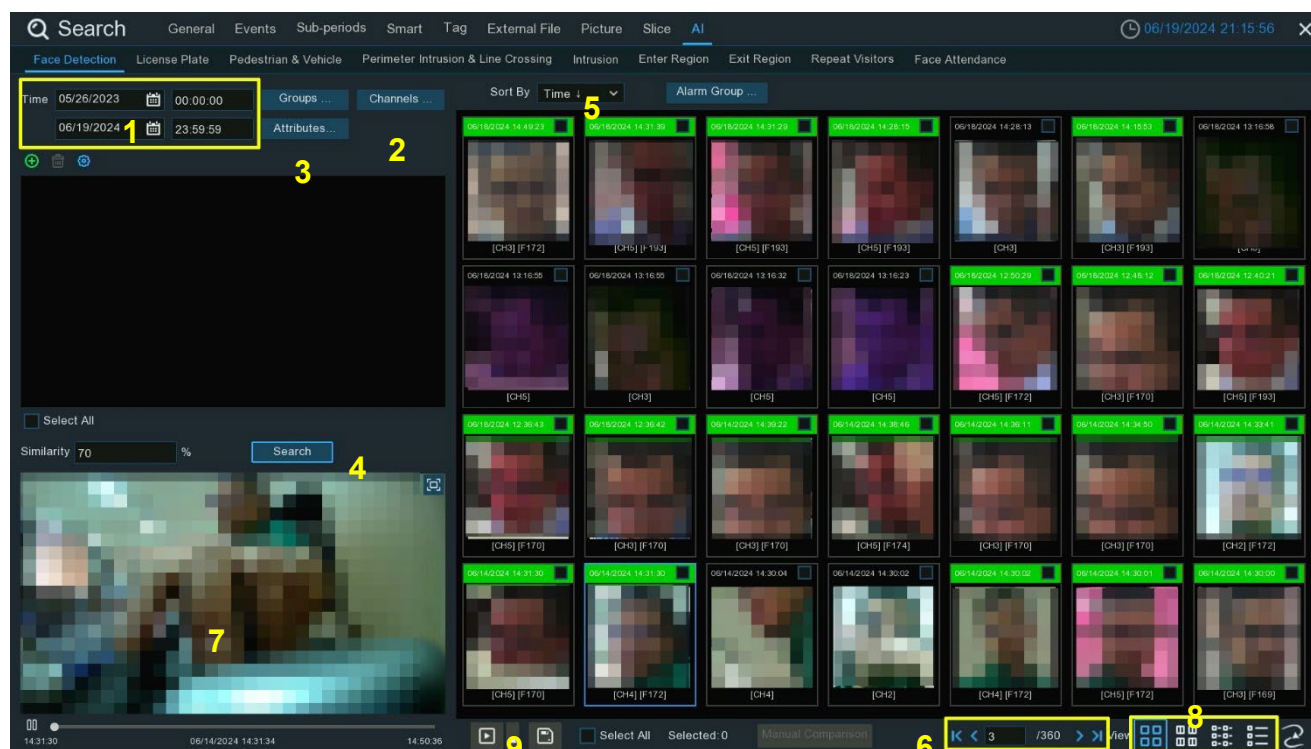 Search General Events Sub-periods Smart Tag External File Picture Slice AI 06/19/2024 21:15:56
Face Detection License Plate Pedestrian & Vehicle Perimeter Intrusion & Line Crossing Intrusion Enter Region Exit Region Repeat Visitors Face Attendance
Time 05/26/2023 00:00:00 Groups ... Channels ... Sort By Time ↓ Alarm Group ...
5
06/19/2024 23:59:59 Attributes...
1
2
3
06/18/2024 14:49:23 06/18/2024 14:31:39 06/18/2024 14:31:29 06/18/2024 14:28:15 06/18/2024 14:28:13 06/18/2024 14:15:53 06/18/2024 13:16:58
[CH3] [F172] [CH5] [F193] [CH5] [F193] [CH5] [F193] [CH3] [CH3] [F193]
06/18/2024 13:16:55 06/18/2024 13:16:55 06/18/2024 13:16:32 06/18/2024 13:16:23 06/18/2024 12:50:29 06/18/2024 12:48:12 06/18/2024 12:40:21
[CH5] [CH3] [CH5] [CH5] [CH5] [F172] [CH3] [F170] [CH5] [F193]
Select All
Similarity 70 % Search
4
06/18/2024 12:36:43 06/18/2024 12:36:42 06/14/2024 14:39:22 06/14/2024 14:38:46 06/14/2024 14:36:11 06/14/2024 14:34:50 06/14/2024 14:33:41
[CH5] [F170] [CH3] [F170] [CH3] [F170] [CH5] [F174] [CH3] [F170] [CH3] [F170] [CH2] [F172]
06/14/2024 14:31:30 06/14/2024 14:31:30 06/14/2024 14:30:04 06/14/2024 14:30:02 06/14/2024 14:30:02 06/14/2024 14:30:01 06/14/2024 14:30:00
7
[CH5] [F170] [CH4] [F172] [CH4] [CH2] [CH4] [F172] [CH5] [F172] [CH3] [F169]
8
14:31:30 06/14/2024 14:31:34 14:50:36
9
Select All Selected:0 Manual Comparison
6
3 /360 View